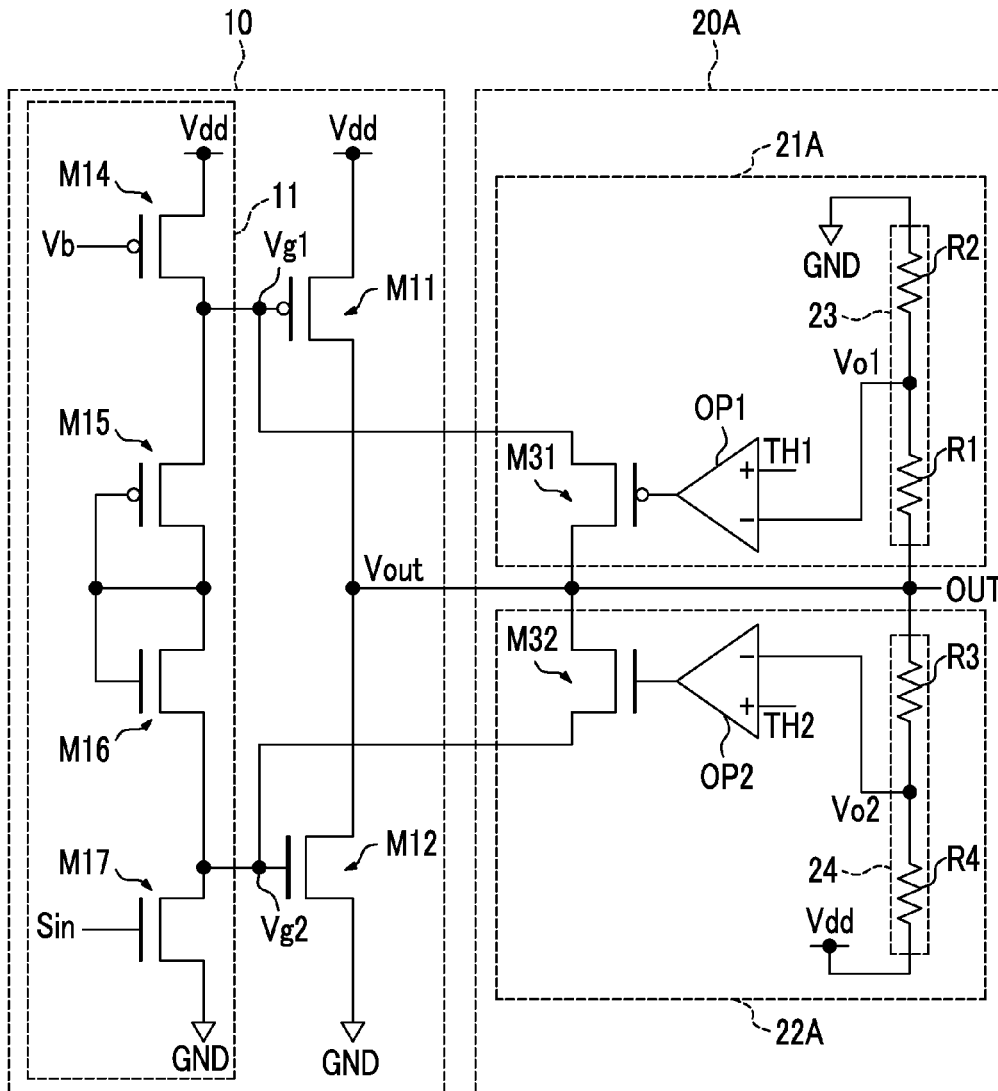 10
20A
Vdd
Vdd
21A
M14
11
Vb
Vg1
M11
GND
R2
23
Vo1
M15
OP1
TH1
+
-
R1
M31
Vout
OUT
M32
-
+
TH2
R3
M16
OP2
Vo2
M17
M12
24
R4
Sin
Vg2
Vdd
GND
GND
22A